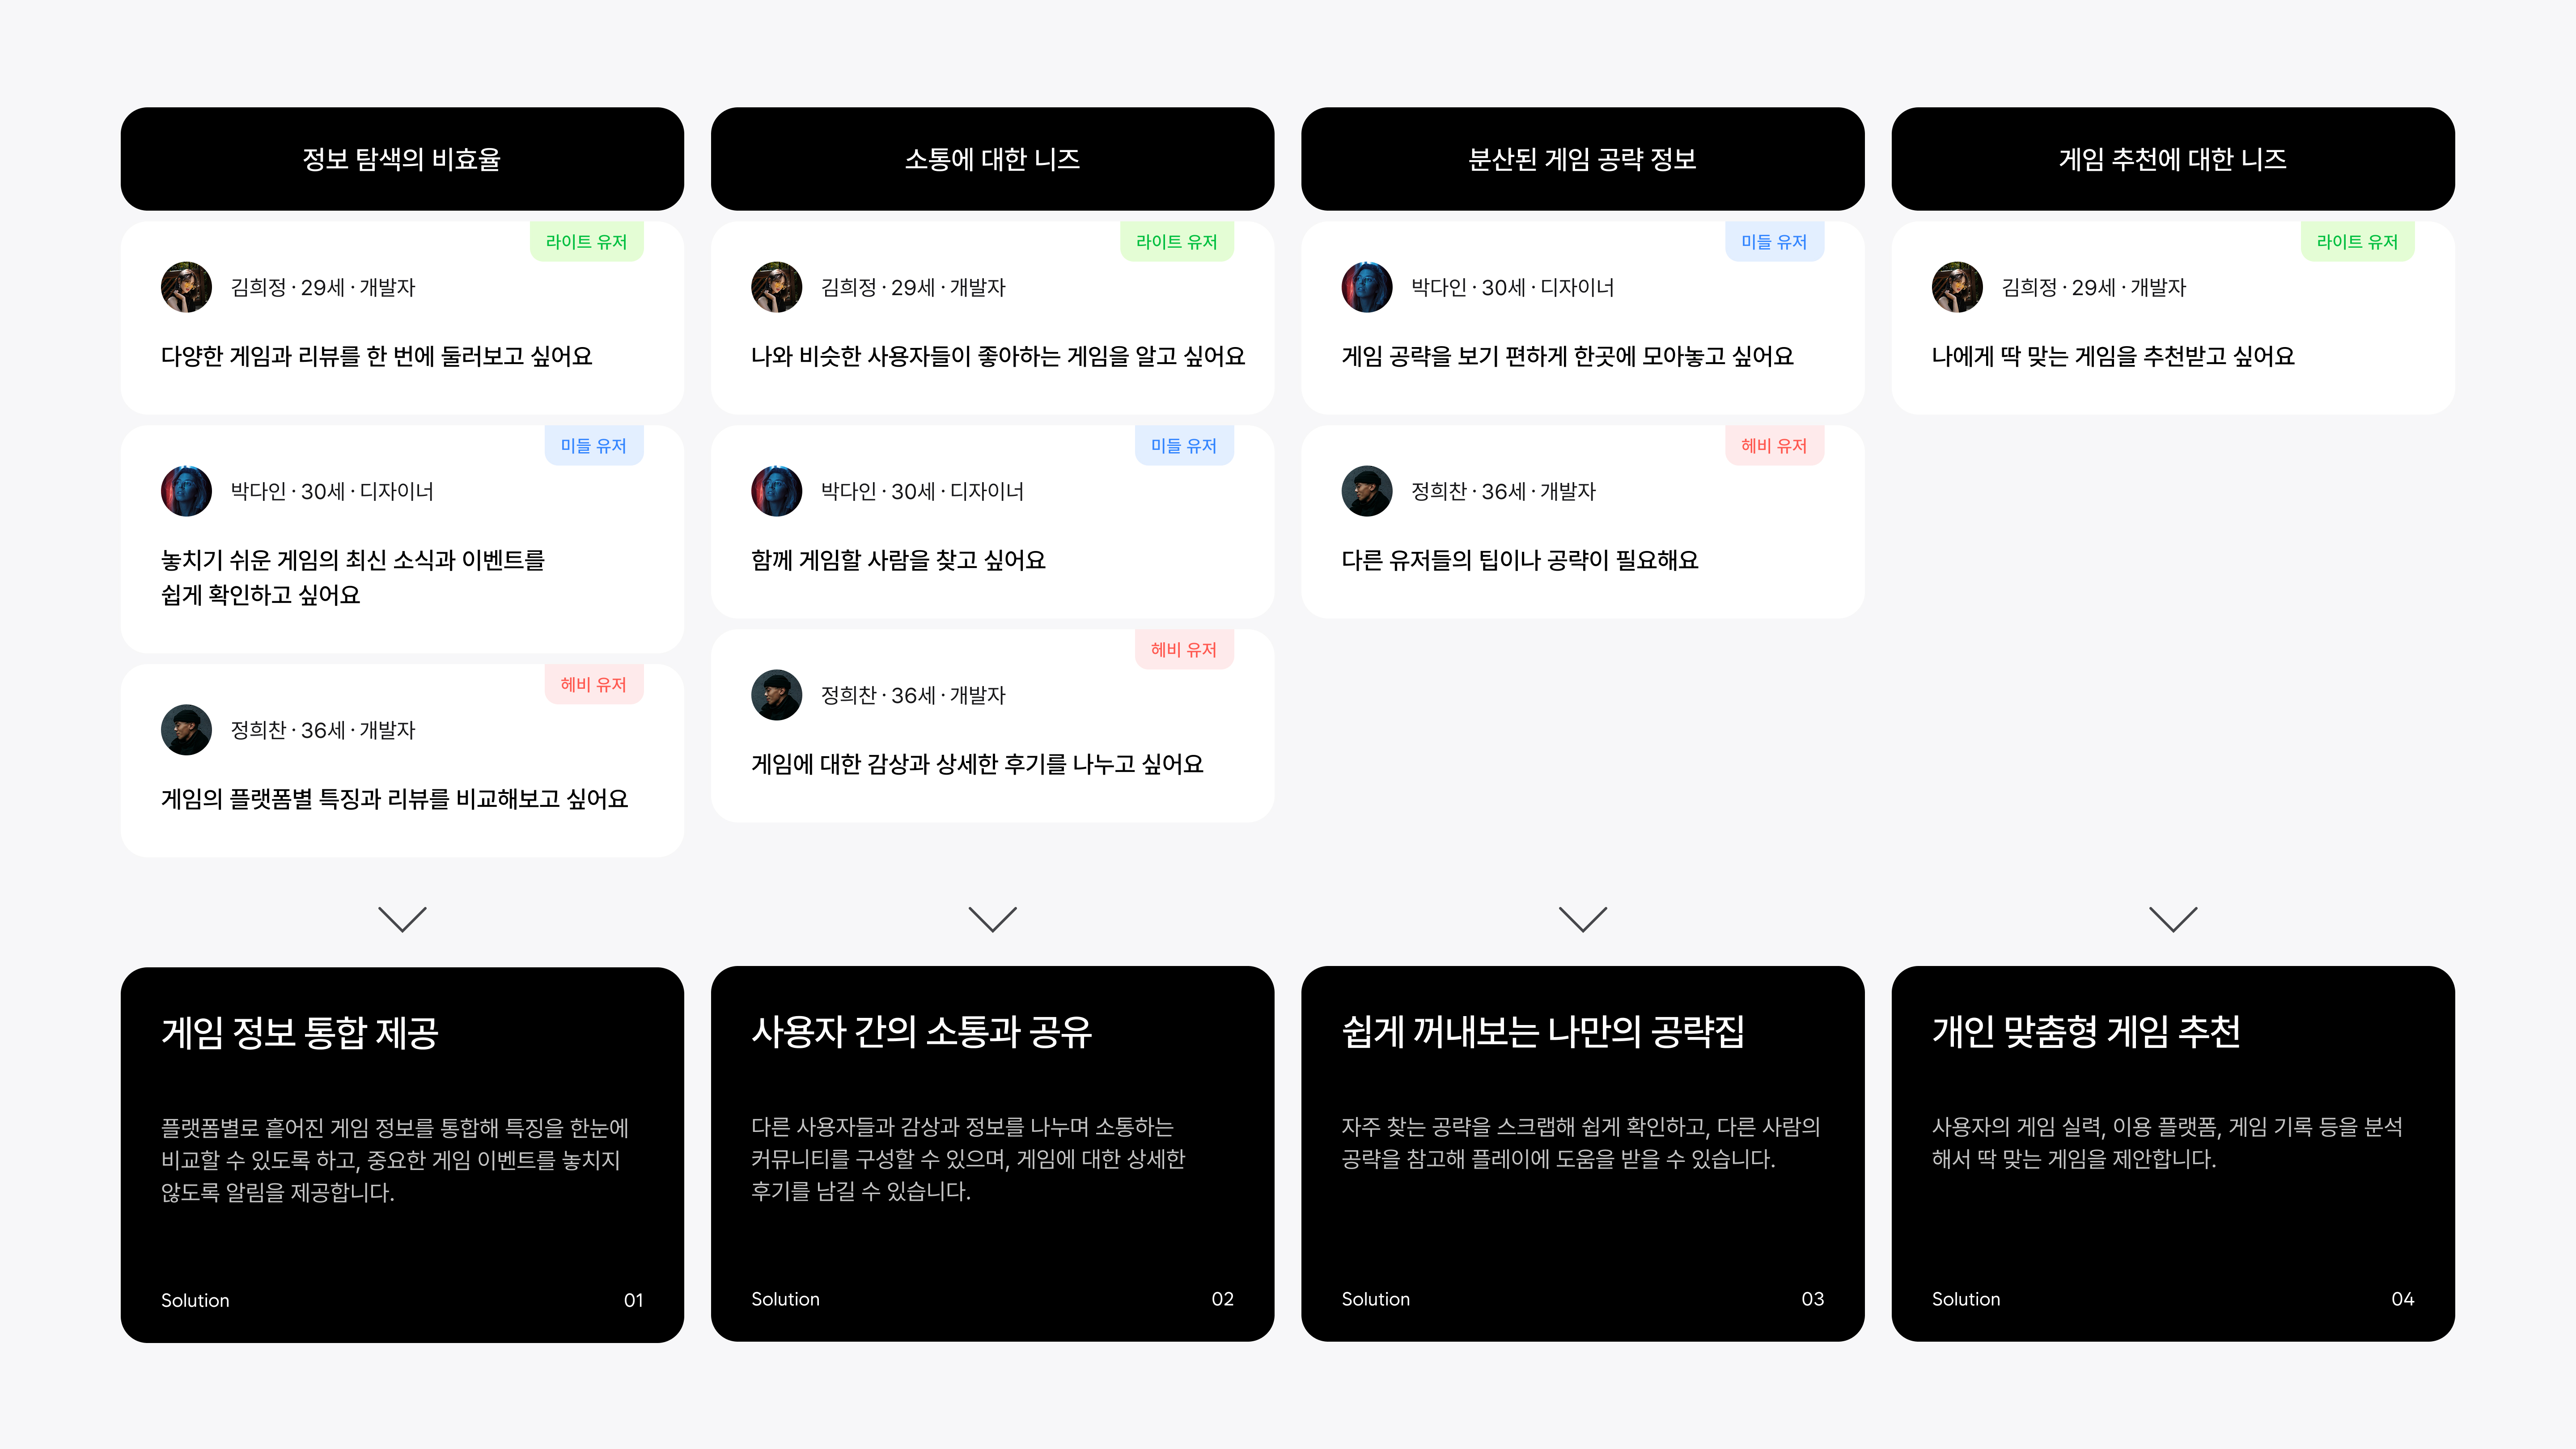 정보 탐색의 비효율
라이트 유저
김희정 · 29세 · 개발자
다양한 게임과 리뷰를 한 번에 둘러보고 싶어요
미들 유저
박다인 · 30세 · 디자이너
놓치기 쉬운 게임의 최신 소식과 이벤트를
쉽게 확인하고 싶어요
헤비 유저
정희찬 · 36세 · 개발자
게임의 플랫폼별 특징과 리뷰를 비교해보고 싶어요
게임 정보 통합 제공
플랫폼별로 흩어진 게임 정보를 통합해 특징을 한눈에
비교할 수 있도록 하고, 중요한 게임 이벤트를 놓치지
않도록 알림을 제공합니다.
Solution 01
소통에 대한 니즈
라이트 유저
김희정 · 29세 · 개발자
나와 비슷한 사용자들이 좋아하는 게임을 알고 싶어요
미들 유저
박다인 · 30세 · 디자이너
함께 게임할 사람을 찾고 싶어요
헤비 유저
정희찬 · 36세 · 개발자
게임에 대한 감상과 상세한 후기를 나누고 싶어요
사용자 간의 소통과 공유
다른 사용자들과 감상과 정보를 나누며 소통하는
커뮤니티를 구성할 수 있으며, 게임에 대한 상세한
후기를 남길 수 있습니다.
Solution 02
분산된 게임 공략 정보
미들 유저
박다인 · 30세 · 디자이너
게임 공략을 보기 편하게 한곳에 모아놓고 싶어요
헤비 유저
정희찬 · 36세 · 개발자
다른 유저들의 팁이나 공략이 필요해요
쉽게 꺼내보는 나만의 공략집
자주 찾는 공략을 스크랩해 쉽게 확인하고, 다른 사람의
공략을 참고해 플레이에 도움을 받을 수 있습니다.
Solution 03
게임 추천에 대한 니즈
라이트 유저
김희정 · 29세 · 개발자
나에게 딱 맞는 게임을 추천받고 싶어요
개인 맞춤형 게임 추천
사용자의 게임 실력, 이용 플랫폼, 게임 기록 등을 분석
해서 딱 맞는 게임을 제안합니다.
Solution 04